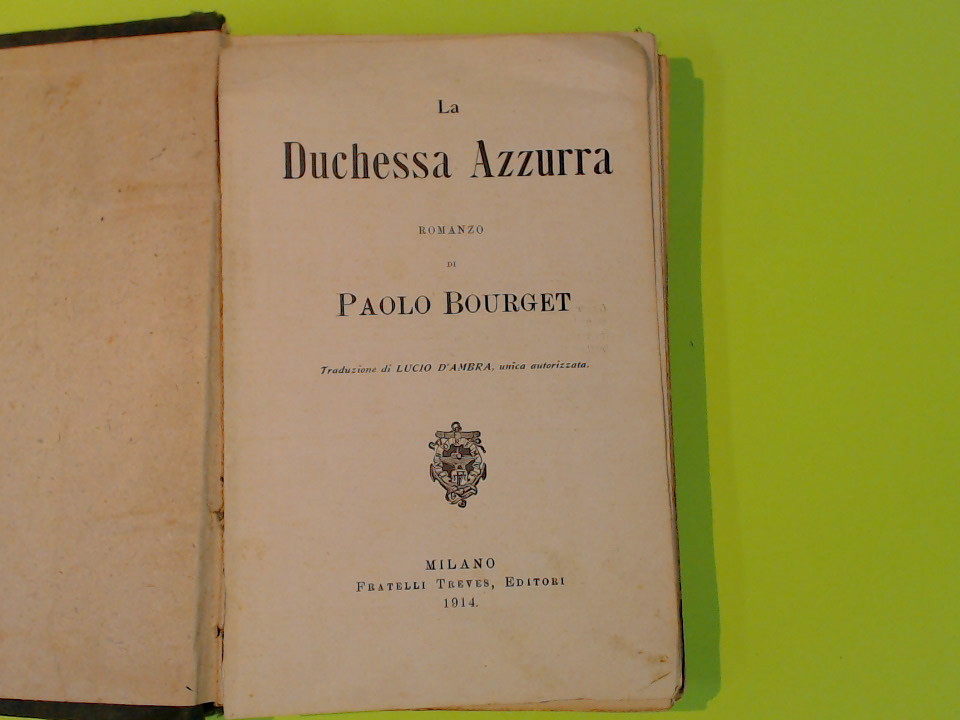 La
Duchessa Azzurra
ROMANZO
DI
PAOLO BOURGET
Traduzione di LUCIO D'AMBRA, unica autorizzata.
MILANO
FRATELLI TREVES, EDITORI
1914.